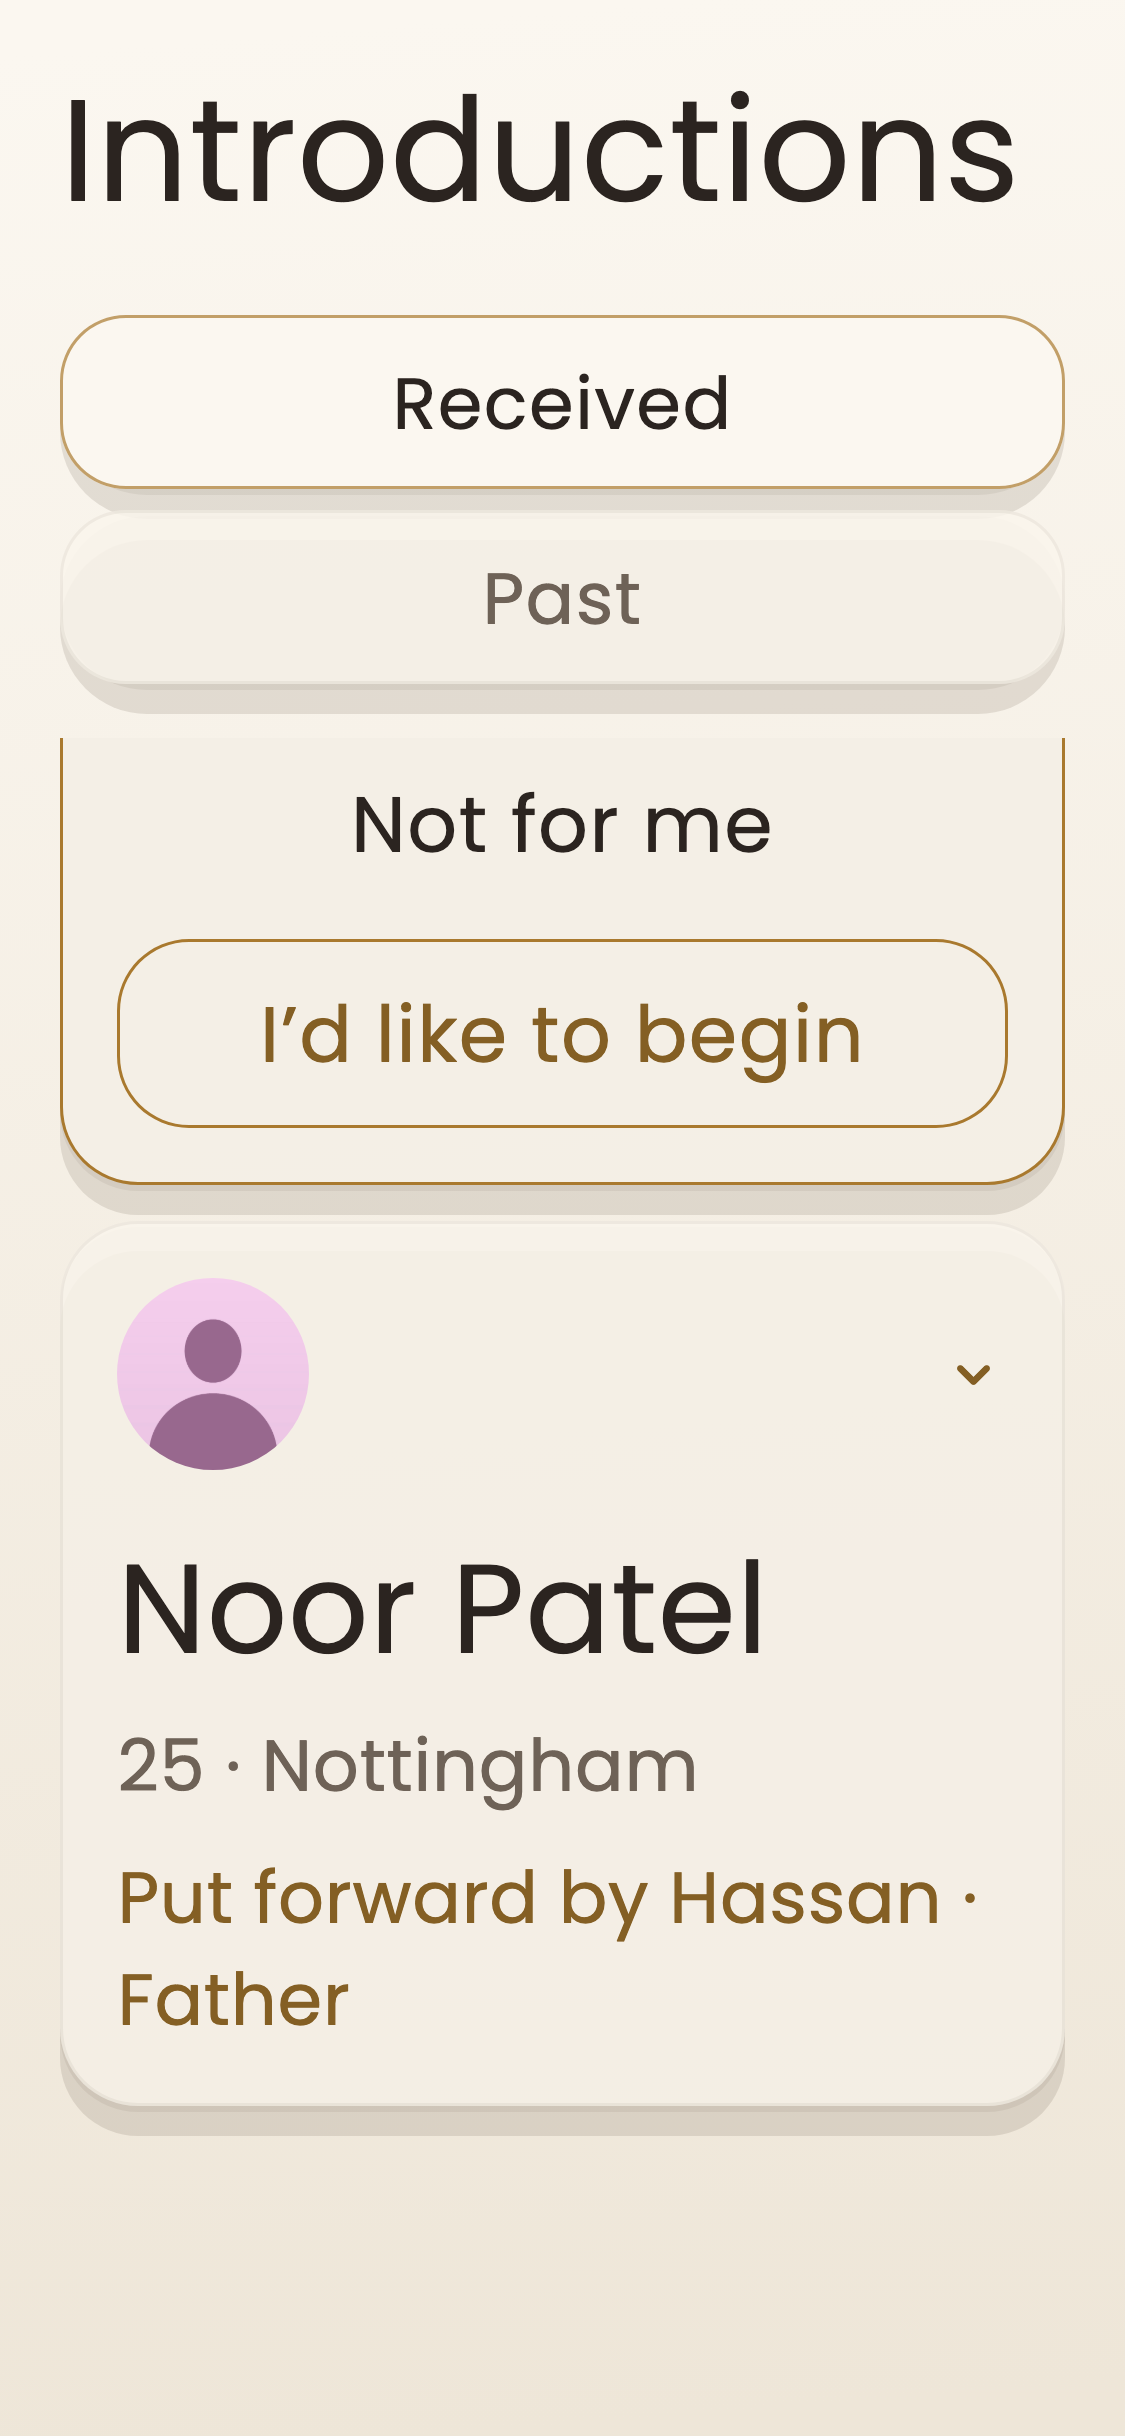 Introductions
Received
Past
Not for me
I’d like to begin
Noor Patel
25 · Nottingham
Put forward by Hassan ·
Father